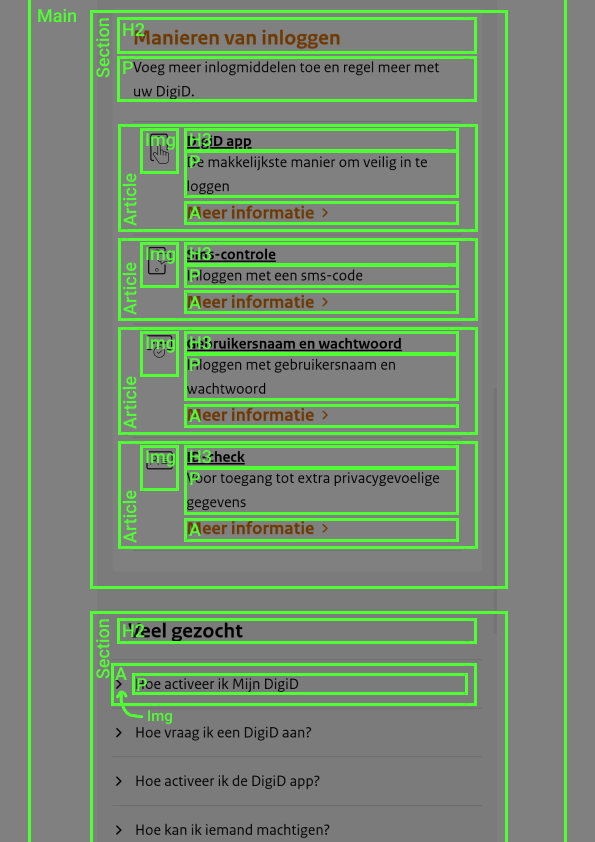 Main
Section
H2
Manieren van inloggen
P
Voeg meer inlogmiddelen toe en regel meer met
uw DigiD.
Article
Img
H3
DigiD app
P
De makkelijkste manier om veilig in te
loggen
A
Meer informatie
Article
Img
H3
Sms-controle
P
Inloggen met een sms-code
A
Meer informatie
Article
Img
H3
Gebruikersnaam en wachtwoord
P
Inloggen met gebruikersnaam en
wachtwoord
A
Meer informatie
Article
Img
H3
ID-check
P
Voor toegang tot extra privacygevoelige
gegevens
A
Meer informatie
Section
H2
Veel gezocht
A
P
Hoe activeer ik Mijn DigiD
Img
Hoe vraag ik een DigiD aan?
Hoe activeer ik de DigiD app?
Hoe kan ik iemand machtigen?